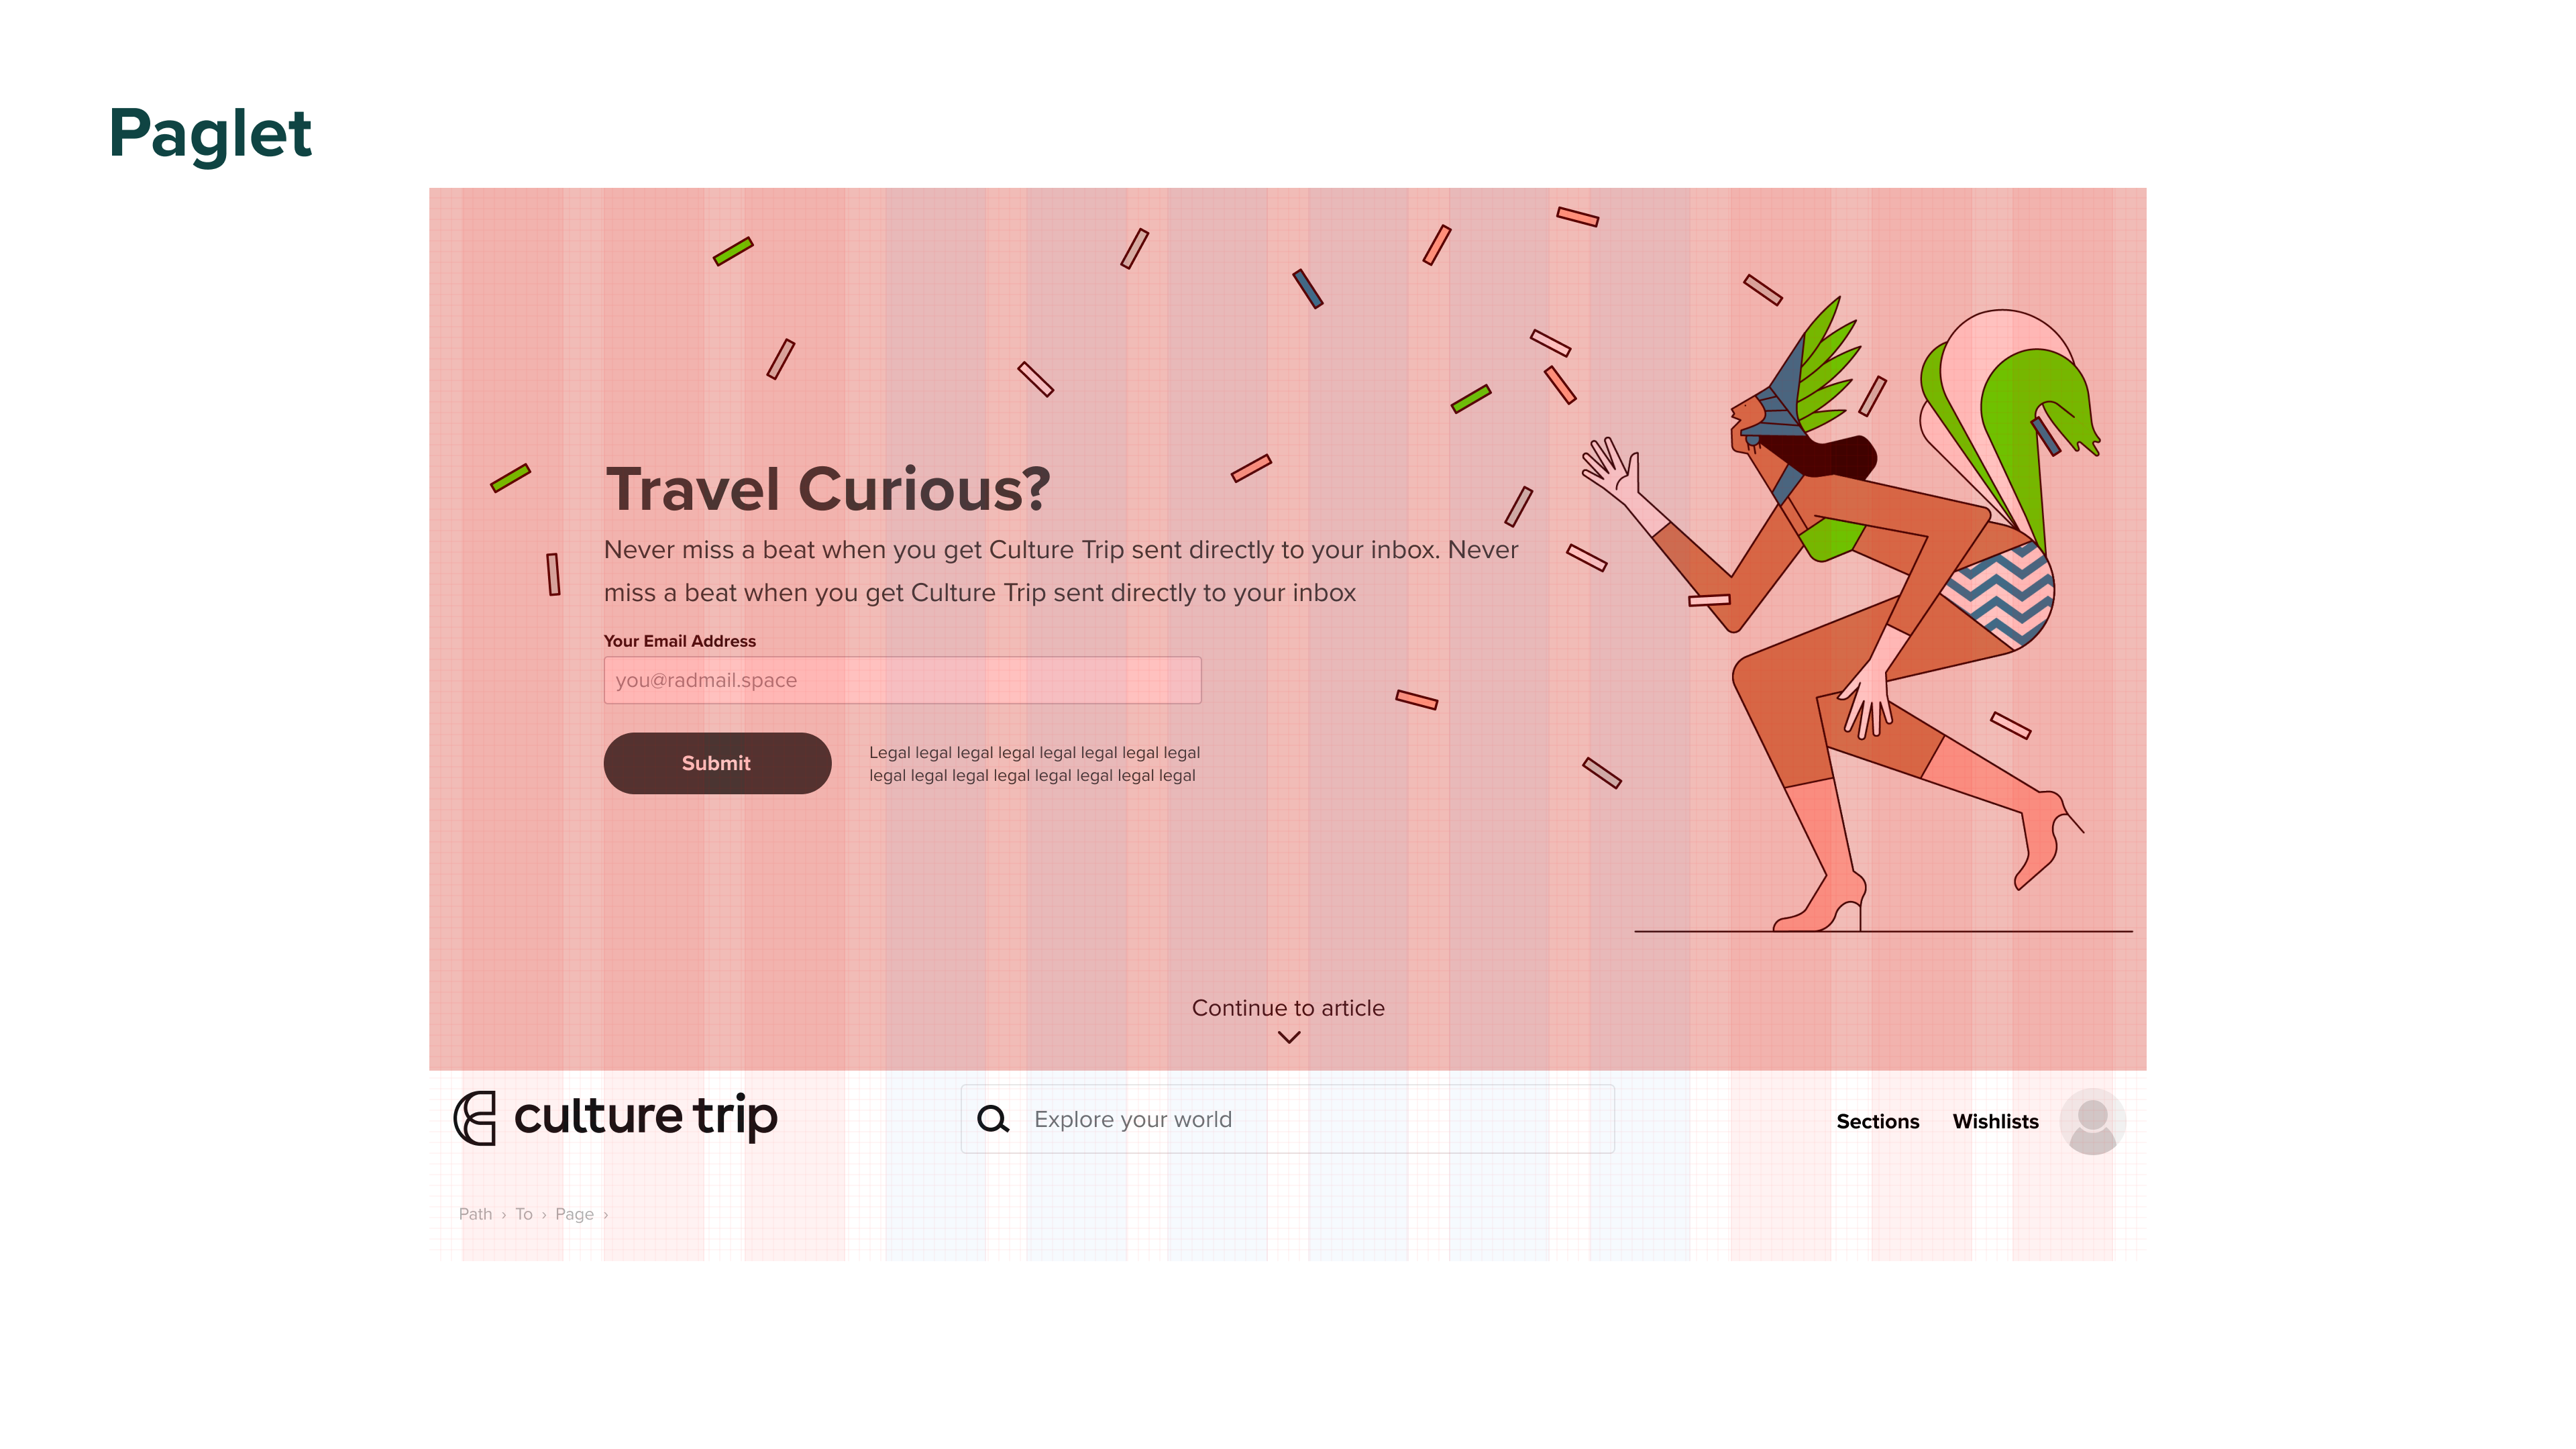 Paglet
Travel Curious?
Never miss a beat when you get Culture Trip sent directly to your inbox. Never
miss a beat when you get Culture Trip sent directly to your inbox
Your Email Address
you@radmail.space
Submit
Legal legal legal legal legal legal legal legal
legal legal legal legal legal legal legal legal
Continue to article
culture trip
Explore your world
Sections Wishlists
Path › To › Page ›